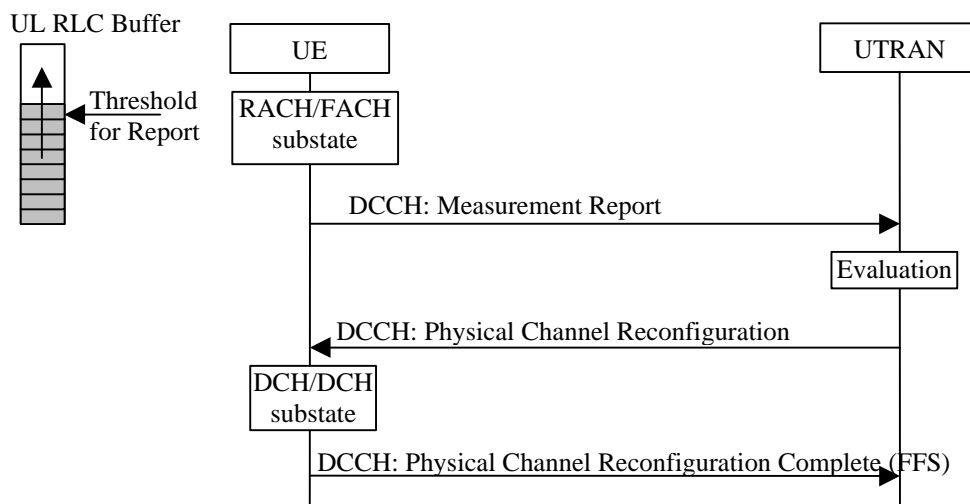 UL RLC Buffer
UE
UTRAN
Threshold
for Report
RACH/FACH
substate
DCCH: Measurement Report
Evaluation
DCCH: Physical Channel Reconfiguration
DCH/DCH
substate
DCCH: Physical Channel Reconfiguration Complete (FFS)